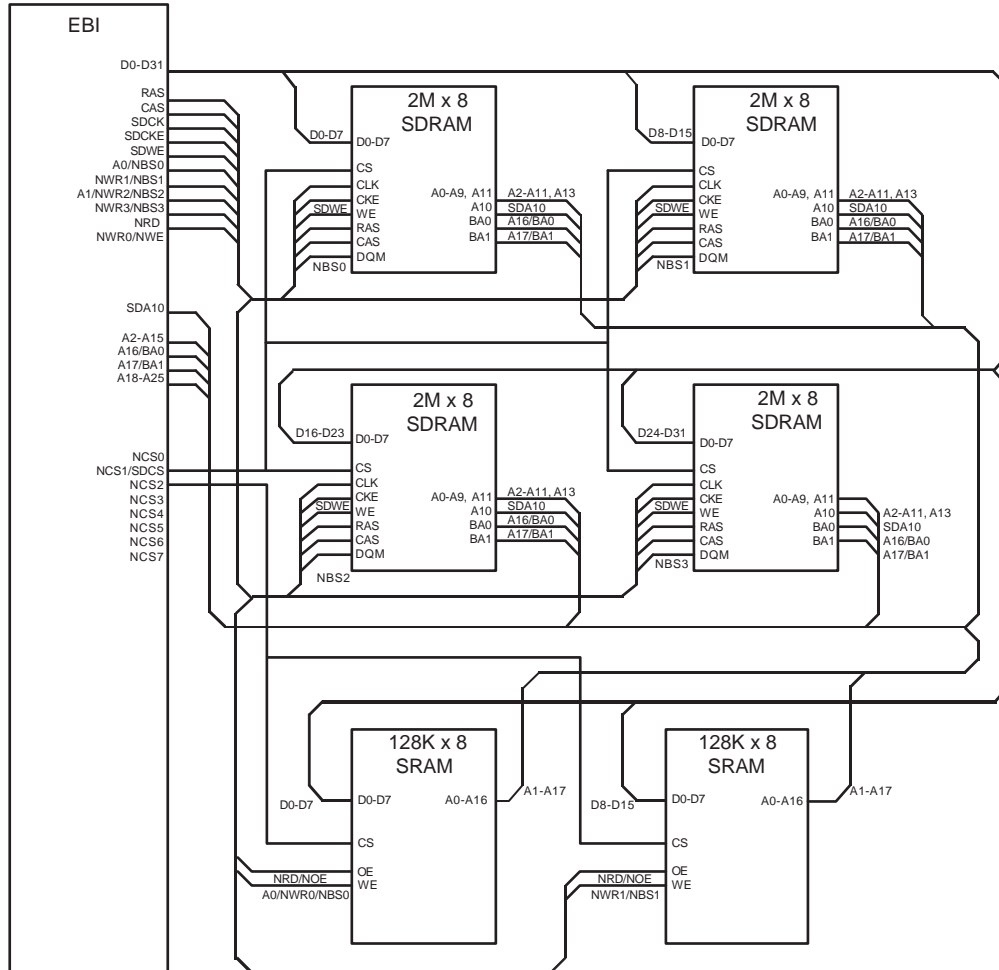 EBI
D0-D31
RAS
CAS
SDCK
SDCKE
SDWE
A0/NBS0
NWR1/NBS1
A1/NWR2/NBS2
NWR3/NBS3
NRD
NWR0/NWE
SDA10
A2-A15
A16/BA0
A17/BA1
A18-A25
NCS0
NCS1/SDCS
NCS2
NCS3
NCS4
NCS5
NCS6
NCS7
2M x 8
SDRAM
D0-D7
D0-D7
CS
CLK
CKE
SDWE
WE
RAS
CAS
DQM
NBS0
A0-A9, A11
A10
BA0
BA1
A2-A11, A13
SDA10
A16/BA0
A17/BA1
2M x 8
SDRAM
D8-D15
D0-D7
CS
CLK
CKE
SDWE
WE
RAS
CAS
DQM
NBS1
A0-A9, A11
A10
BA0
BA1
A2-A11, A13
SDA10
A16/BA0
A17/BA1
2M x 8
SDRAM
D16-D23
D0-D7
CS
CLK
CKE
SDWE
WE
RAS
CAS
DQM
NBS2
A0-A9, A11
A10
BA0
BA1
A2-A11, A13
SDA10
A16/BA0
A17/BA1
2M x 8
SDRAM
D24-D31
D0-D7
CS
CLK
CKE
SDWE
WE
RAS
CAS
DQM
NBS3
A0-A9, A11
A10
BA0
BA1
A2-A11, A13
SDA10
A16/BA0
A17/BA1
128K x 8
SRAM
D0-D7
D0-D7
A0-A16
A1-A17
CS
OE
NRD/NOE
WE
A0/NWR0/NBS0
128K x 8
SRAM
D8-D15
D0-D7
A0-A16
A1-A17
CS
OE
NRD/NOE
WE
NWR1/NBS1